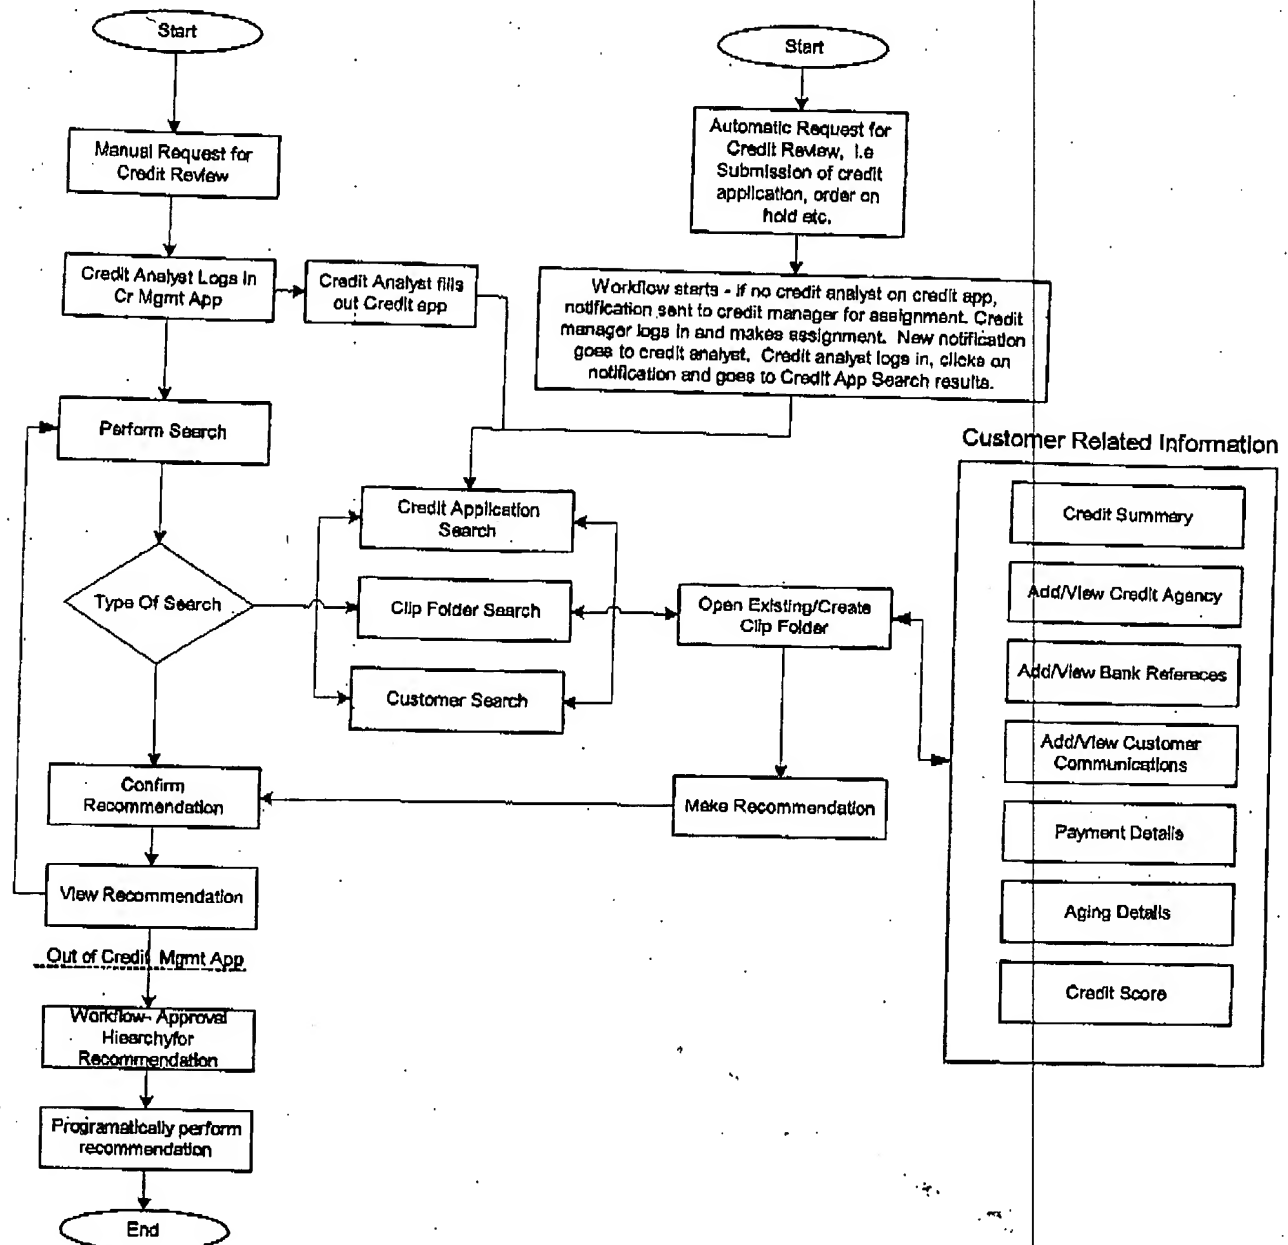 Start
Manual Request for
Credit Review
Credit Analyst Logs In
Cr Mgmt App
Credit Analyst fills
out Credit app
Start
Automatic Request for
Credit Review, i.e
Submission of credit
application, order on
hold etc.
Workflow starts - if no credit analyst on credit app,
notification sent to credit manager for assignment. Credit
manager logs in and makes assignment. New notification
goes to credit analyst. Credit analyst logs in, clicks on
notification and goes to Credit App Search results.
Perform Search
Type Of Search
Credit Application
Search
Clip Folder Search
Customer Search
Open Existing/Create
Clip Folder
Make Recommendation
Confirm
Recommendation
View Recommendation
Out of Credit Mgmt App
Workflow- Approval
Hiearchyfor
Recommendation
Programatically perform
recommendation
End
Customer Related Information
Credit Summary
Add/View Credit Agency
Add/View Bank Refereces
Add/View Customer
Communications
Payment Details
Aging Details
Credit Score